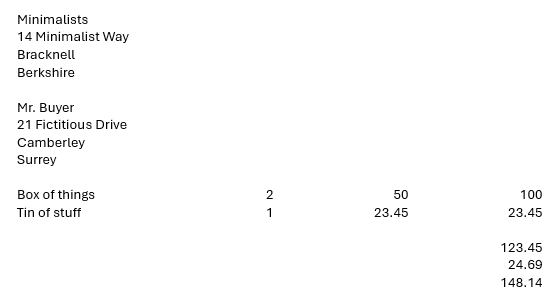 Minimalists
14 Minimalist Way
Bracknell
Berkshire
Mr. Buyer
21 Fictitious Drive
Camberley
Surrey
Box of things 2 50 100
Tin of stuff 1 23.45 23.45
123.45
24.69
148.14